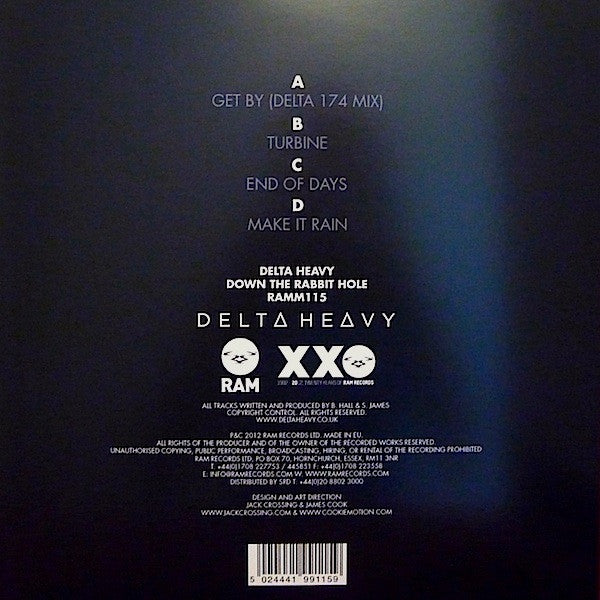 A
GET BY (DELTA 174 MIX)
B
TURBINE
C
END OF DAYS
D
MAKE IT RAIN
DELTA HEAVY
DOWN THE RABBIT HOLE
RAMM115
DELTA HEAVY
RAM
XX
1992 - 2012. TWENTY YEARS OF RAM RECORDS
ALL TRACKS WRITTEN AND PRODUCED BY B. HALL & S. JAMES
COPYRIGHT CONTROL. ALL RIGHTS RESERVED.
WWW.DELTAHEAVY.CO.UK
P&C 2012 RAM RECORDS LTD. MADE IN EU.
ALL RIGHTS OF THE PRODUCER AND OF THE OWNER OF THE RECORDED WORKS RESERVED.
UNAUTHORISED COPYING, PUBLIC PERFORMANCE, BROADCASTING, HIRING, OR RENTAL OF THE RECORDING PROHIBITED
RAM RECORDS LTD, PO BOX 70, HORNCHURCH, ESSEX, RM11 3NR
T. +44(0)1708 227753 / 445851 F: +44(0)1708 223558
E: INFO@RAMRECORDS.COM W. WWW.RAMRECORDS.COM
DISTRIBUTED BY SRD T: +44(0)20 8802 3000
DESIGN AND ART DIRECTION
JACK CROSSING & JAMES COOK
WWW.JACKCROSSING.COM & WWW.COOKIEMOTION.COM
5 024441 991159